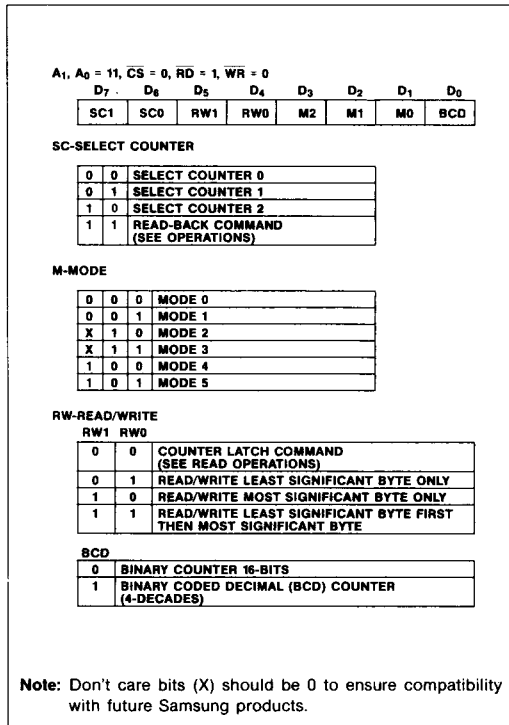 A1, A0 = 11, CS = 0, RD = 1, WR = 0
D7 D6 D5 D4 D3 D2 D1 D0
SC1 SC0 RW1 RW0 M2 M1 M0 BCD
SC-SELECT COUNTER
0 0 SELECT COUNTER 0
0 1 SELECT COUNTER 1
1 0 SELECT COUNTER 2
1 1 READ-BACK COMMAND
(SEE OPERATIONS)
M-MODE
0 0 0 MODE 0
0 0 1 MODE 1
X 1 0 MODE 2
X 1 1 MODE 3
1 0 0 MODE 4
1 0 1 MODE 5
RW-READ/WRITE
RW1 RW0
0 0 COUNTER LATCH COMMAND
(SEE READ OPERATIONS)
0 1 READ/WRITE LEAST SIGNIFICANT BYTE ONLY
1 0 READ/WRITE MOST SIGNIFICANT BYTE ONLY
1 1 READ/WRITE LEAST SIGNIFICANT BYTE FIRST
THEN MOST SIGNIFICANT BYTE
BCD
0 BINARY COUNTER 16-BITS
1 BINARY CODED DECIMAL (BCD) COUNTER
(4-DECADES)
Note: Don't care bits (X) should be 0 to ensure compatibility
with future Samsung products.